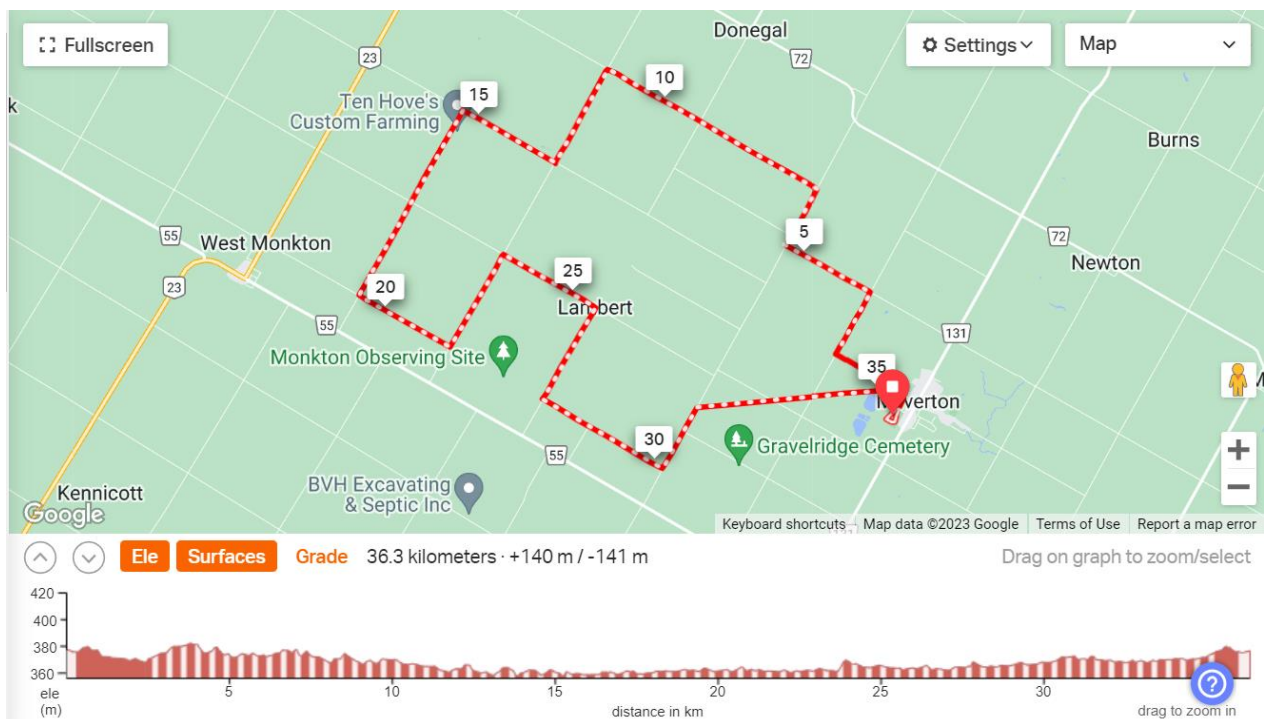 Fullscreen
Settings
Map
Donegal
72
23
10
15
Ten Hove's
Custom Farming
k
Burns
55
West Monkton
5
72
Newton
23
25
20
Lambert
55
131
Monkton Observing Site
35
M
30
Gravelridge Cemetery
55
BVH Excavating
& Septic Inc
Kennicott
Google
Keyboard shortcuts
Map data ©2023 Google
Terms of Use
Report a map error
Ele
Surfaces
Grade
36.3 kilometers · +140 m / -141 m
Drag on graph to zoom/select
420
400
380
360
ele
(m)
5
10
15
20
25
30
distance in km
drag to zoom in